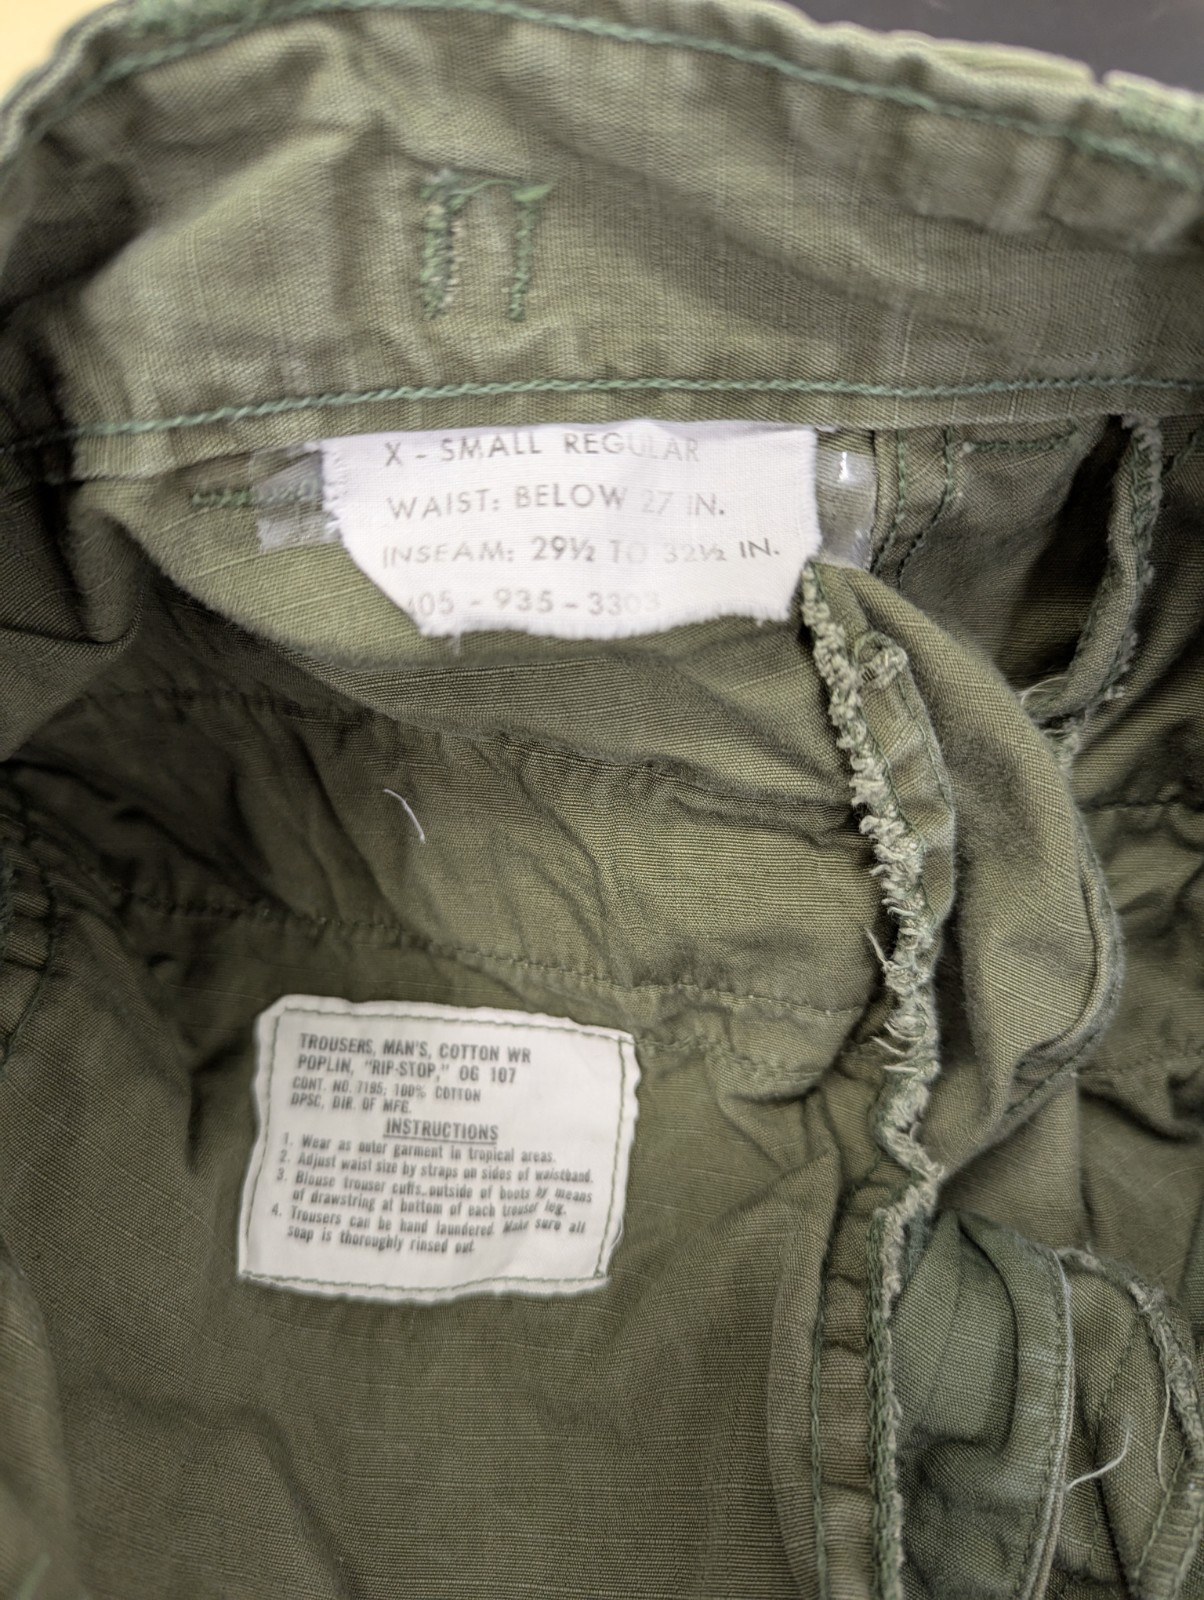 X - SMALL REGULAR
WAIST: BELOW 27 IN.
INSEAM: 29½ TO 32½ IN.
405 - 935 - 3303
TROUSERS, MAN'S, COTTON WR
POPLIN, "RIP-STOP," OG 107
CONT. NO. 7195; 100% COTTON
DPSC, DIR. OF MFG.
INSTRUCTIONS
1. Wear as outer garment in tropical areas.
2. Adjust waist size by straps on sides of waistband.
3. Blouse trouser cuffs outside of boots by means
of drawstring at bottom of each trouser leg.
4. Trousers can be hand laundered. Make sure all
soap is thoroughly rinsed out.